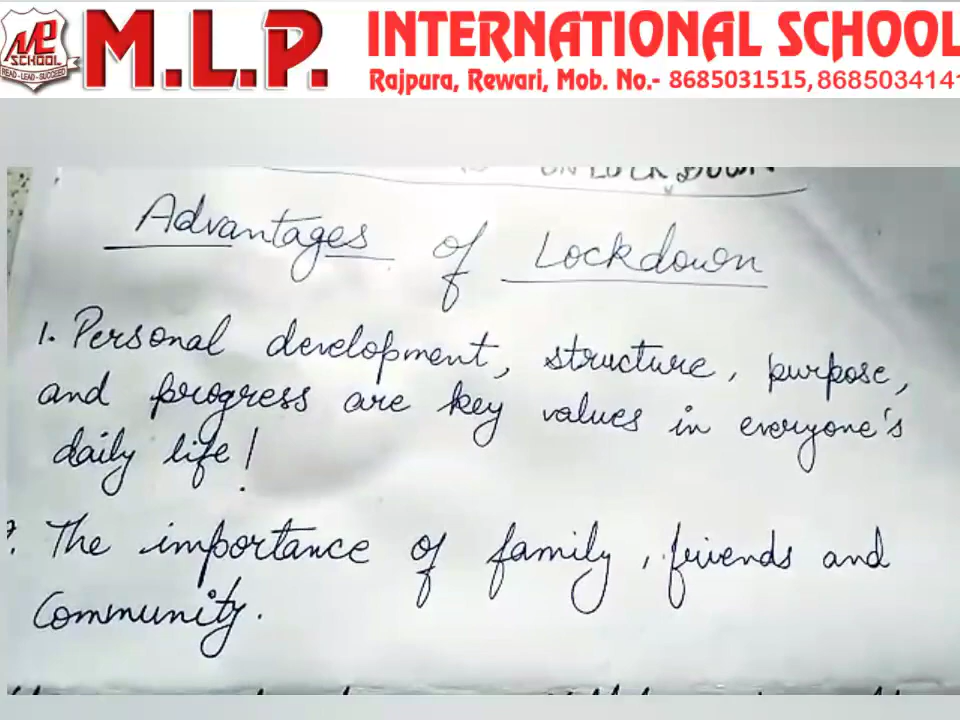 M.L.P.
INTERNATIONAL SCHOOL
SCHOOL
READ - LEAD - SUCCEED
Rajpura, Rewari, Mob. No.- 8685031515, 868503414
Advantages of Lockdown
1. Personal development, structure, purpose,
and progress are key values in everyone's
daily life!
The importance of family, friends and
Community.